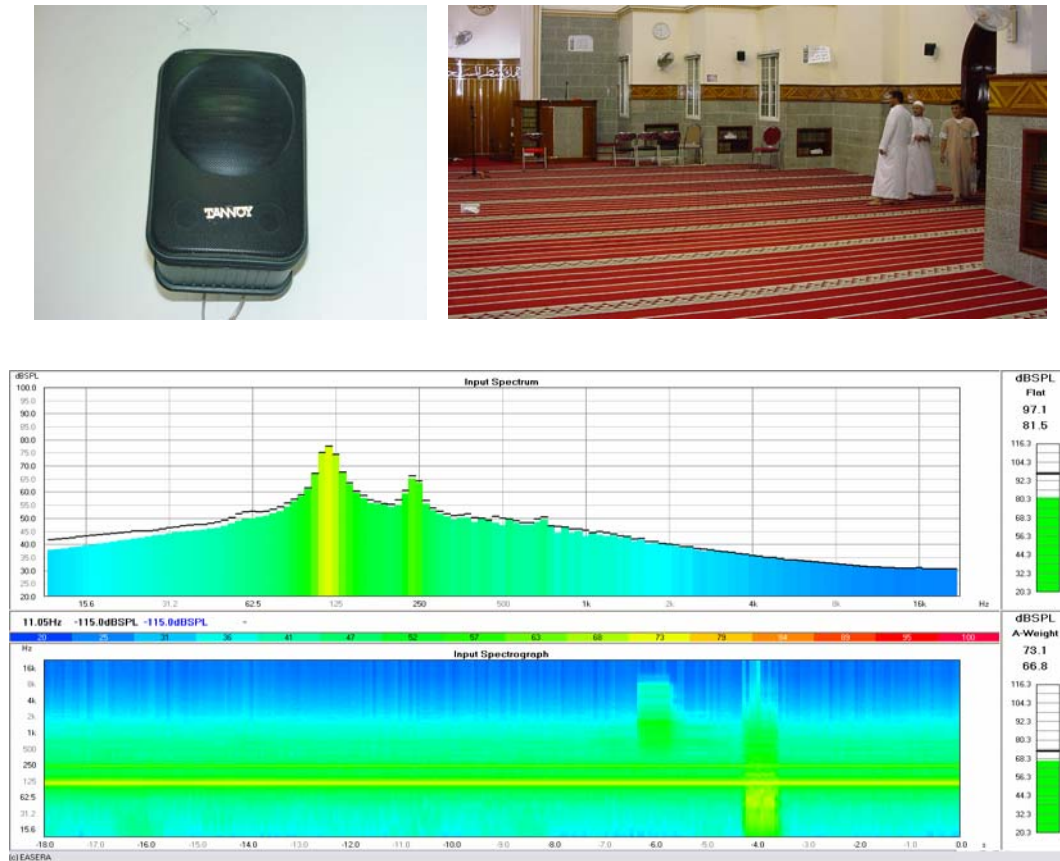 TANNOY
dBSPL
Input Spectrum
100.0
95.0
90.0
85.0
80.0
75.0
70.0
65.0
60.0
55.0
50.0
45.0
40.0
35.0
30.0
25.0
20.0
15.6 31.2 62.5 125 250 500 1k 2k 4k 8k 16k Hz
dBSPL
Flat
97.1
81.5
116.3
104.3
92.3
80.3
68.3
56.3
44.3
32.3
20.3
11.05Hz -115.0dBSPL -115.0dBSPL -
20 25 31 36 41 47 52 57 63 68 73 79 84 89 95 100
Hz
Input Spectrograph
16k
8k
4k
2k
1k
500
250
125
62.5
31.2
15.6
-18.0 -17.0 -16.0 -15.0 -14.0 -13.0 -12.0 -11.0 -10.0 -9.0 -8.0 -7.0 -6.0 -5.0 -4.0 -3.0 -2.0 -1.0 0.0 s
dBSPL
A-Weight
73.1
66.8
116.3
104.3
92.3
80.3
68.3
56.3
44.3
32.3
20.3
(c) EASERA